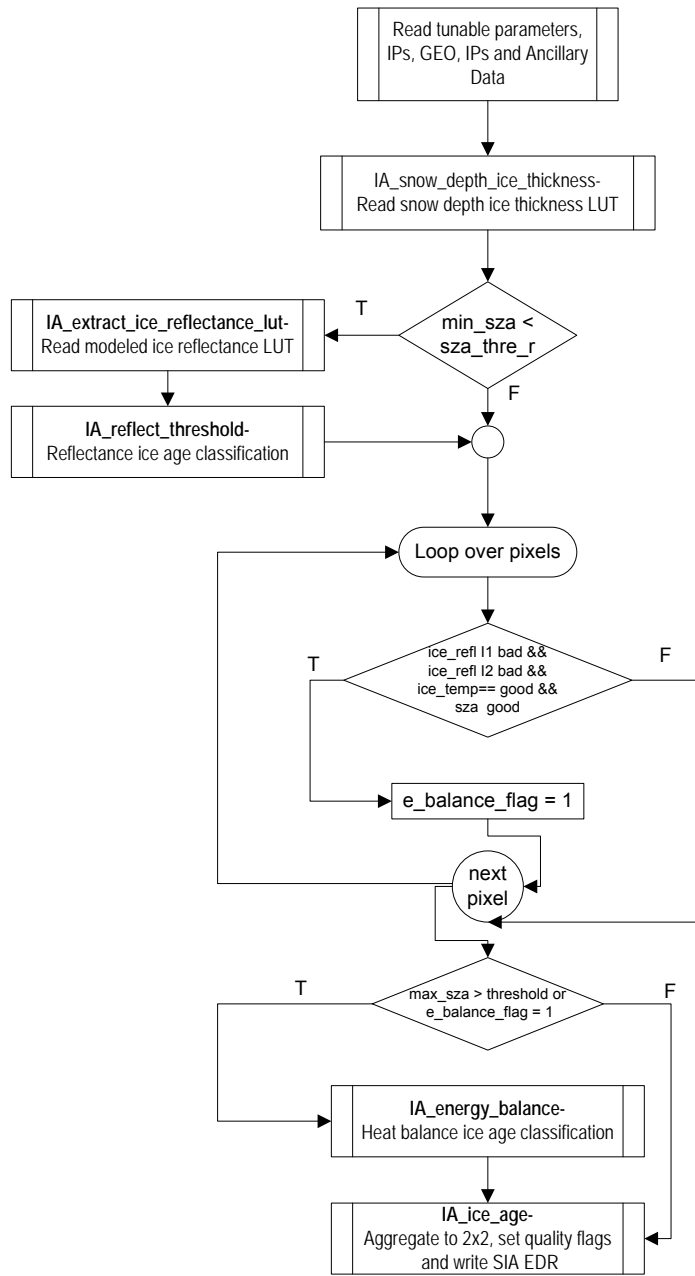 Read tunable parameters,
IPs, GEO, IPs and Ancillary
Data
IA_snow_depth_ice_thickness-
Read snow depth ice thickness LUT
min_sza <
sza_thre_r
T
F
IA_extract_ice_reflectance_lut-
Read modeled ice reflectance LUT
IA_reflect_threshold-
Reflectance ice age classification
Loop over pixels
ice_refl I1 bad &&
ice_refl I2 bad &&
ice_temp== good &&
sza good
T
F
e_balance_flag = 1
next
pixel
max_sza > threshold or
e_balance_flag = 1
T
F
IA_energy_balance-
Heat balance ice age classification
IA_ice_age-
Aggregate to 2x2, set quality flags
and write SIA EDR